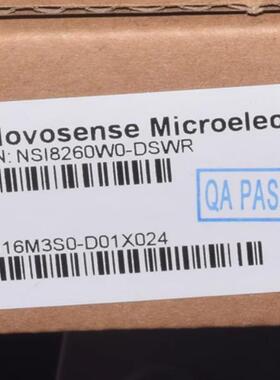 Novosense Microelec
N: NSI8260W0-DSWR
QA PAS
16M3S0-D01X024